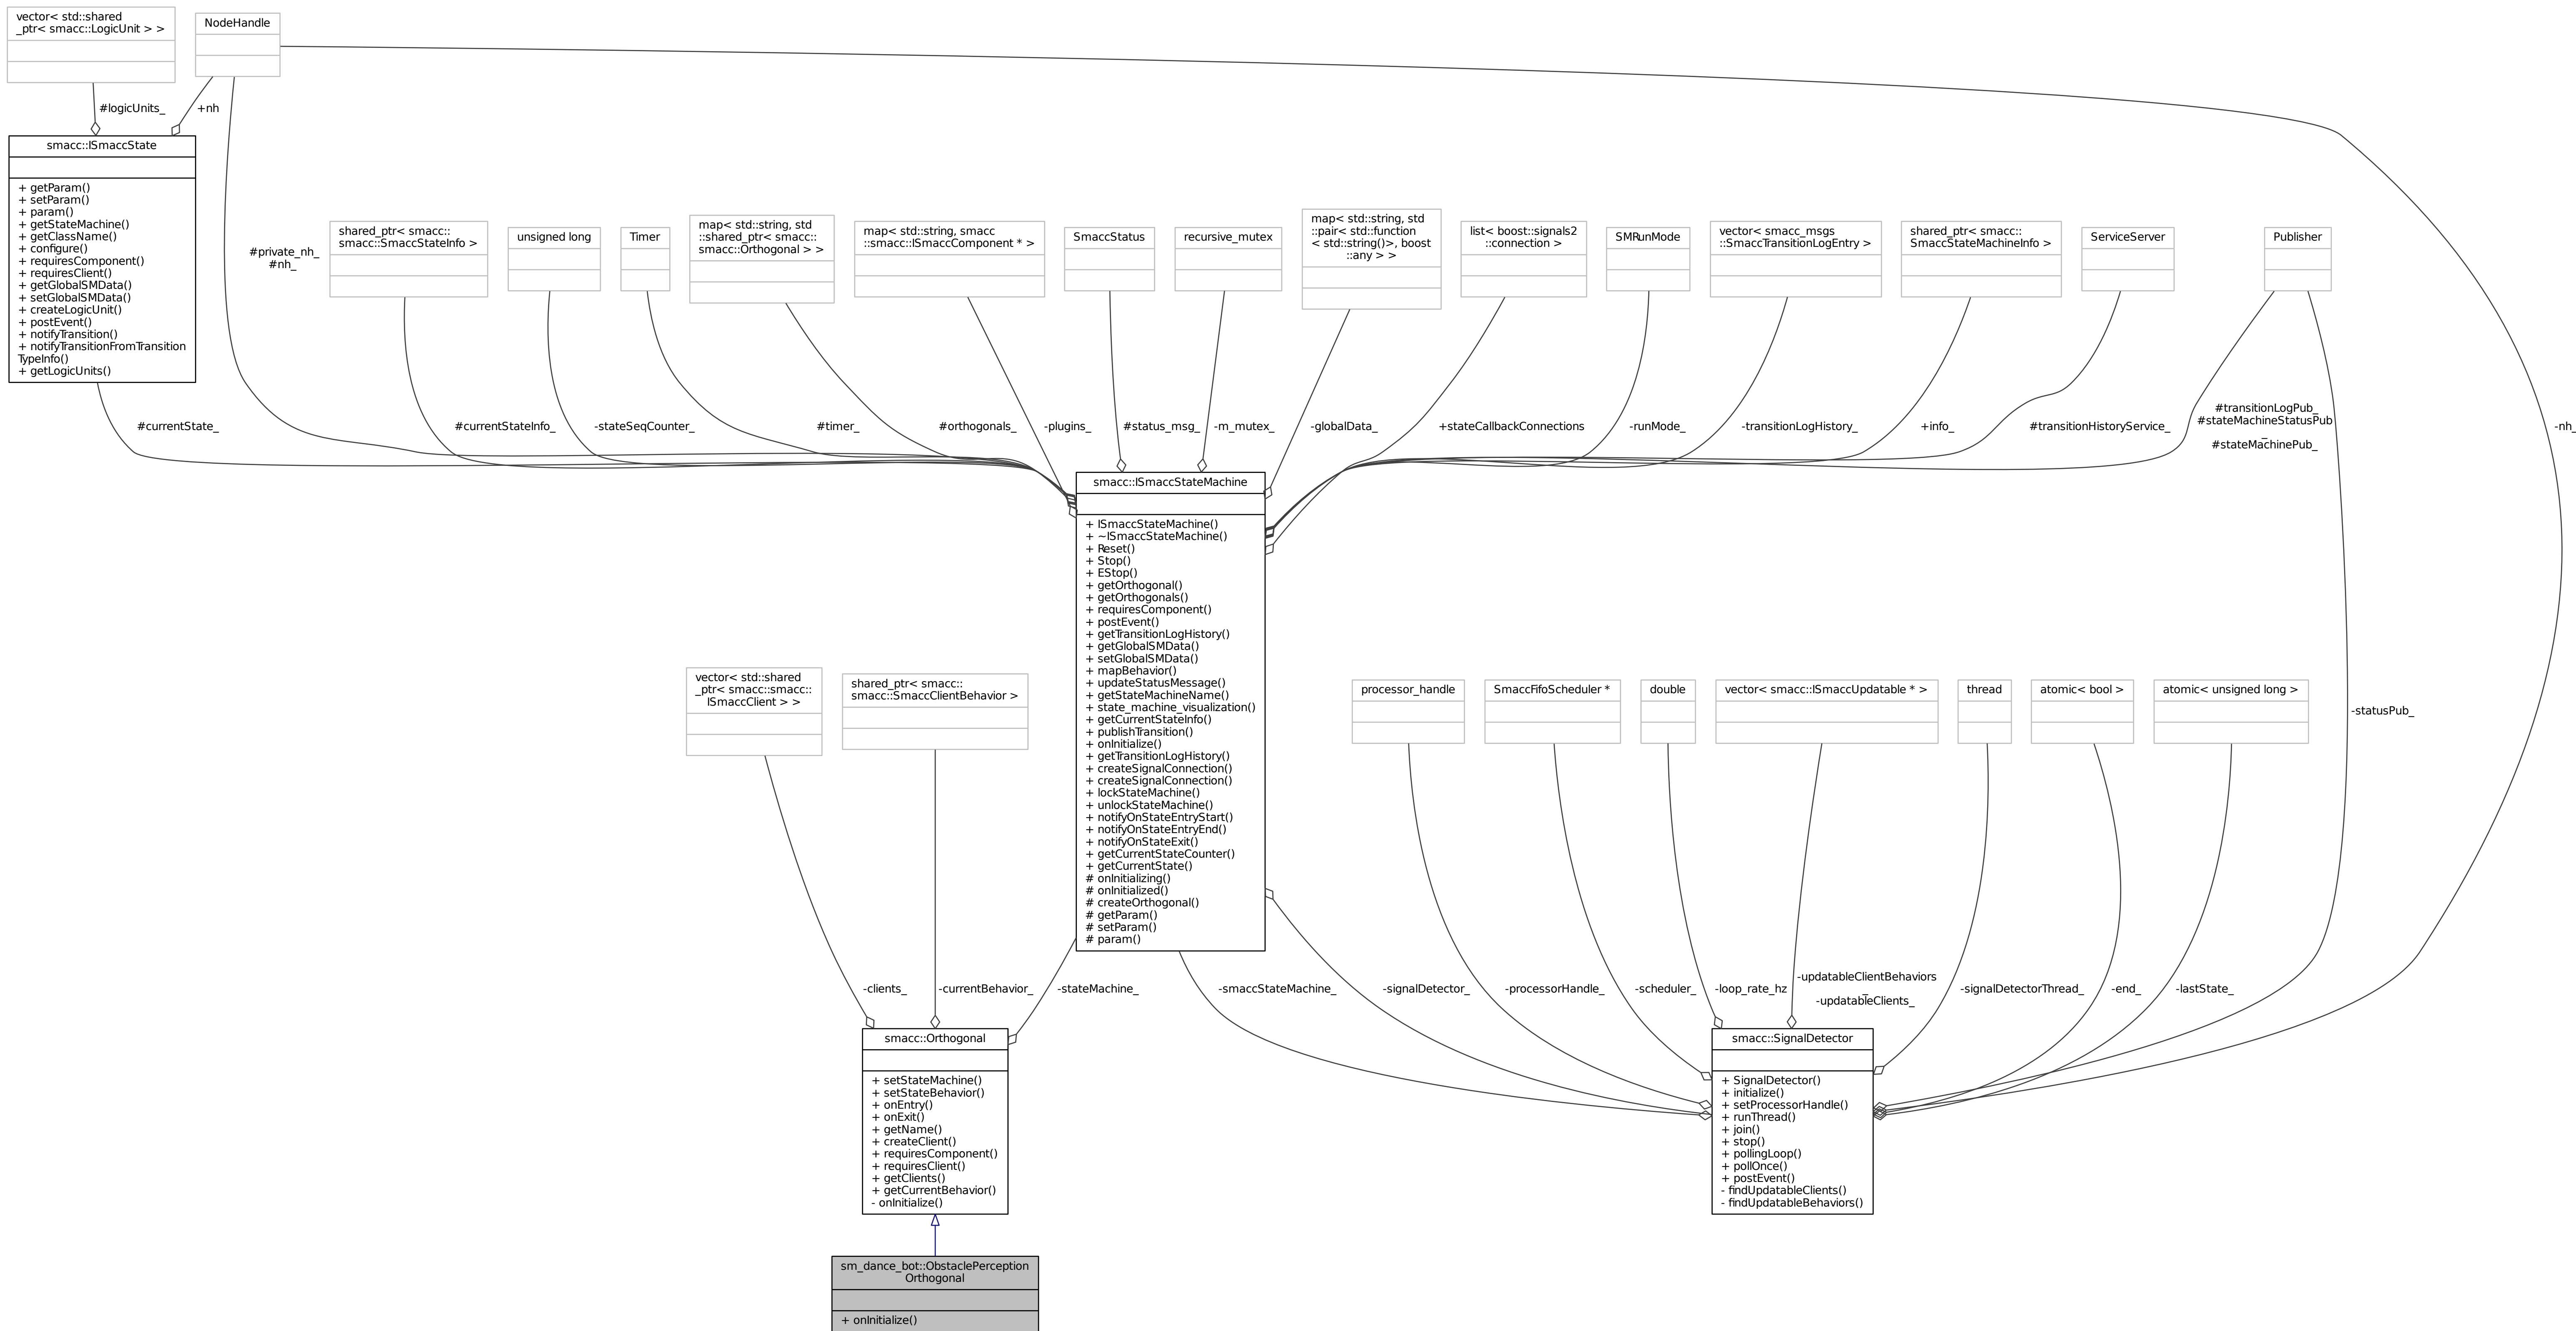 vector< std::shared
_ptr< smacc::LogicUnit > >
NodeHandle
#logicUnits_
+nh
smacc::ISmaccState
+ getParam()
+ setParam()
+ param()
+ getStateMachine()
+ getClassName()
+ configure()
+ requiresComponent()
+ requiresClient()
+ getGlobalSMData()
+ setGlobalSMData()
+ createLogicUnit()
+ postEvent()
+ notifyTransition()
+ notifyTransitionFromTransition
TypeInfo()
+ getLogicUnits()
#private_nh_
#nh_
shared_ptr< smacc::
smacc::SmaccStateInfo >
unsigned long
Timer
map< std::string, std
::shared_ptr< smacc::
smacc::Orthogonal > >
map< std::string, smacc
::smacc::ISmaccComponent * >
SmaccStatus
recursive_mutex
map< std::string, std
::pair< std::function
< std::string()>, boost
::any > >
list< boost::signals2
::connection >
SMRunMode
vector< smacc_msgs
::SmaccTransitionLogEntry >
shared_ptr< smacc::
SmaccStateMachineInfo >
ServiceServer
Publisher
#currentState_
#currentStateInfo_
-stateSeqCounter_
#timer_
#orthogonals_
-plugins_
#status_msg_
-m_mutex_
-globalData_
+stateCallbackConnections
-runMode_
-transitionLogHistory_
+info_
#transitionHistoryService_
#transitionLogPub_
#stateMachineStatusPub
_
#stateMachinePub_
-nh_
smacc::ISmaccStateMachine
+ ISmaccStateMachine()
+ ~ISmaccStateMachine()
+ Reset()
+ Stop()
+ EStop()
+ getOrthogonal()
+ getOrthogonals()
+ requiresComponent()
+ postEvent()
+ getTransitionLogHistory()
+ getGlobalSMData()
+ setGlobalSMData()
+ mapBehavior()
+ updateStatusMessage()
+ getStateMachineName()
+ state_machine_visualization()
+ getCurrentStateInfo()
+ publishTransition()
+ onInitialize()
+ getTransitionLogHistory()
+ createSignalConnection()
+ createSignalConnection()
+ lockStateMachine()
+ unlockStateMachine()
+ notifyOnStateEntryStart()
+ notifyOnStateEntryEnd()
+ notifyOnStateExit()
+ getCurrentStateCounter()
+ getCurrentState()
# onInitializing()
# onInitialized()
# createOrthogonal()
# getParam()
# setParam()
# param()
vector< std::shared
_ptr< smacc::smacc::
ISmaccClient > >
shared_ptr< smacc::
smacc::SmaccClientBehavior >
processor_handle
SmaccFifoScheduler *
double
vector< smacc::ISmaccUpdatable * >
thread
atomic< bool >
atomic< unsigned long >
-statusPub_
-clients_
-currentBehavior_
-stateMachine_
-smaccStateMachine_
-signalDetector_
-processorHandle_
-scheduler_
-loop_rate_hz
-updatableClientBehaviors
_
-updatableClients_
-signalDetectorThread_
-end_
-lastState_
smacc::Orthogonal
+ setStateMachine()
+ setStateBehavior()
+ onEntry()
+ onExit()
+ getName()
+ createClient()
+ requiresComponent()
+ requiresClient()
+ getClients()
+ getCurrentBehavior()
- onInitialize()
smacc::SignalDetector
+ SignalDetector()
+ initialize()
+ setProcessorHandle()
+ runThread()
+ join()
+ stop()
+ pollingLoop()
+ pollOnce()
+ postEvent()
- findUpdatableClients()
- findUpdatableBehaviors()
sm_dance_bot::ObstaclePerception
Orthogonal
+ onInitialize()